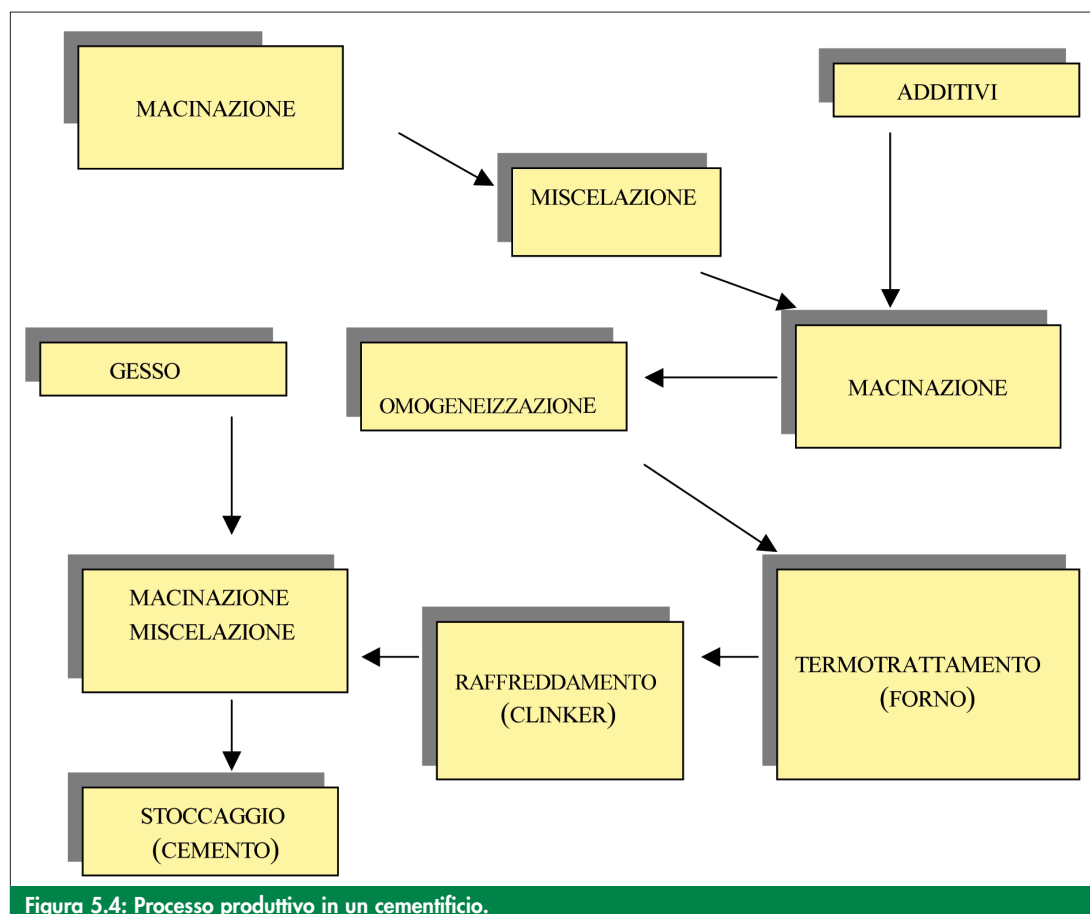 MACINAZIONE
ADDITIVI
MISCELAZIONE
GESSO
OMOGENEIZZAZIONE
MACINAZIONE
MACINAZIONE
MISCELAZIONE
RAFFREDDAMENTO
(CLINKER)
TERMOTRATTAMENTO
(FORNO)
STOCCAGGIO
(CEMENTO)
Figura 5.4: Processo produttivo in un cementificio.